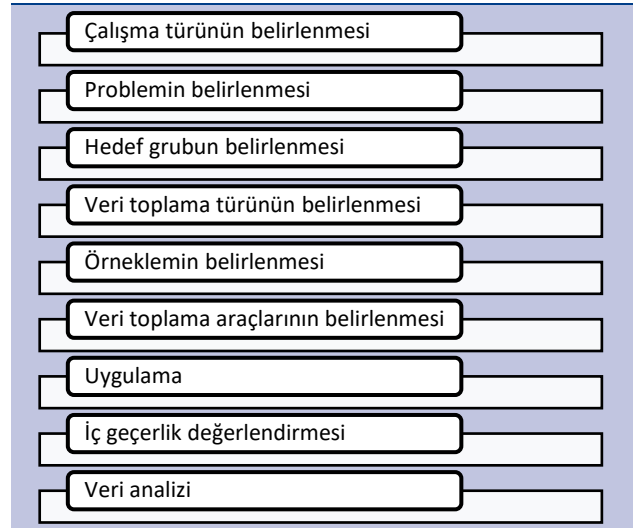 Çalışma türünün belirlenmesi
Problemin belirlenmesi
Hedef grubun belirlenmesi
Veri toplama türünün belirlenmesi
Örneklemin belirlenmesi
Veri toplama araçlarının belirlenmesi
Uygulama
İç geçerlik değerlendirmesi
Veri analizi